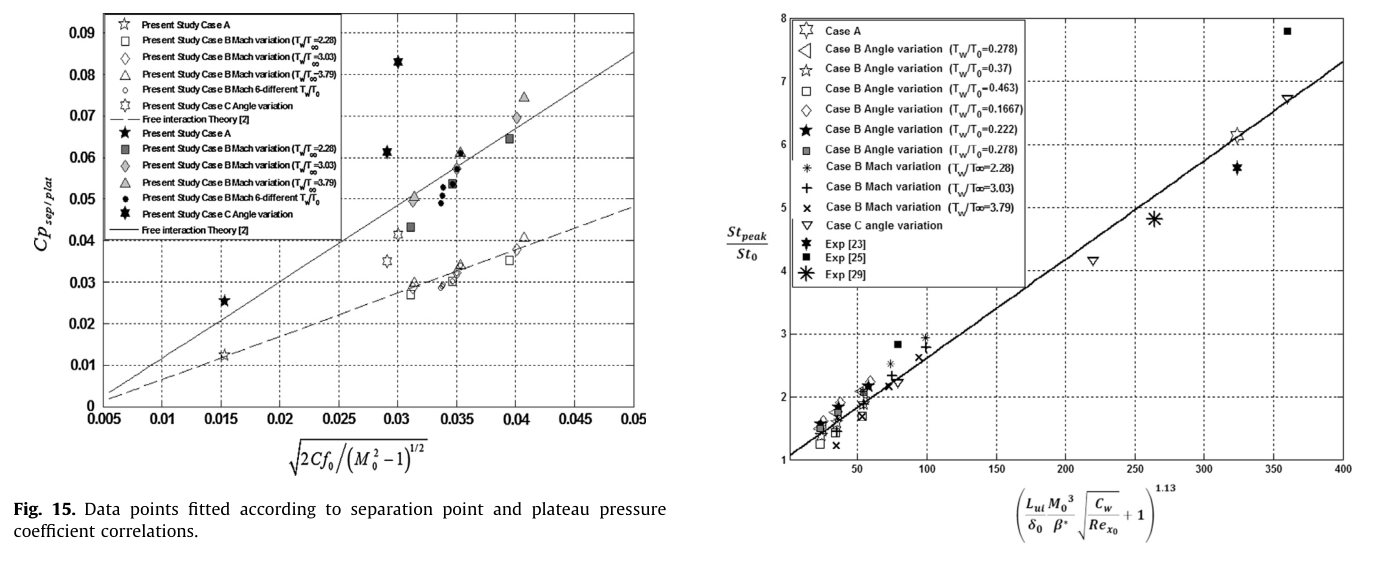 0.09
0.08
0.07
0.06
0.05
0.04
0.03
0.02
0.01
0
0.005
0.01
0.015
0.02
0.025
0.03
0.035
0.04
0.045
0.05
Cp sep/plat
√2Cf₀/(M₀²−1)^1/2
Present Study Case A
Present Study Case B Mach variation (Tw/T∞=2.28)
Present Study Case B Mach variation (Tw/T∞=3.03)
Present Study Case B Mach variation (Tw/T∞=3.79)
Present Study Case B Mach 6-different Tw/T0
Present Study Case C Angle variation
Free interaction Theory [2]
Present Study Case A
Present Study Case B Mach variation (Tw/T∞=2.28)
Present Study Case B Mach variation (Tw/T∞=3.03)
Present Study Case B Mach variation (Tw/T∞=3.79)
Present Study Case B Mach 6-different Tw/T0
Present Study Case C Angle variation
Free interaction Theory [2]
Fig. 15. Data points fitted according to separation point and plateau pressure
coefficient correlations.
8
7
6
5
4
3
2
1
50
100
150
200
250
300
350
400
St_peak
St₀
(L_ui/δ₀ M₀³/β* √C_w/Re_x₀ + 1)^1.13
Case A
Case B Angle variation (Tw/T0=0.278)
Case B Angle variation (Tw/T0=0.37)
Case B Angle variation (Tw/T0=0.463)
Case B Angle variation (Tw/T0=0.1667)
Case B Angle variation (Tw/T0=0.222)
Case B Angle variation (Tw/T0=0.278)
Case B Mach variation (Tw/T∞=2.28)
Case B Mach variation (Tw/T∞=3.03)
Case B Mach variation (Tw/T∞=3.79)
Case C angle variation
Exp [23]
Exp [25]
Exp [29]